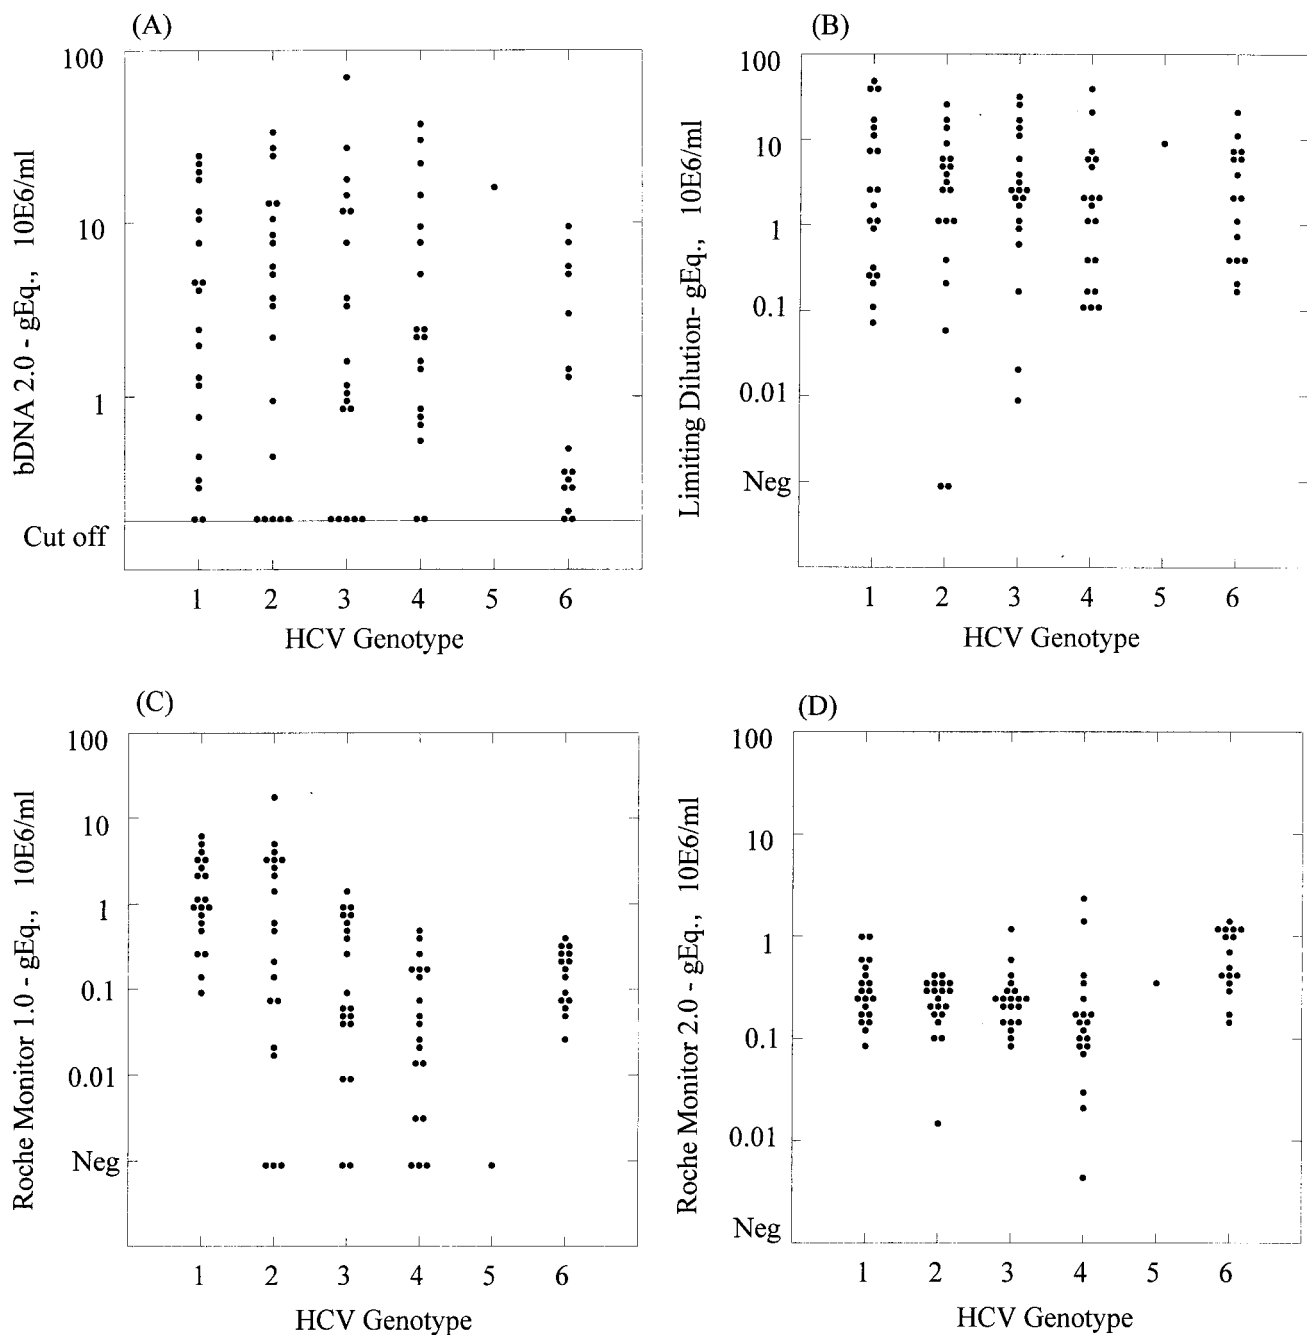 (A)
bDNA 2.0 - gEq., 10E6/ml
100
10
1
Cut off
1 2 3 4 5 6
HCV Genotype
(B)
Limiting Dilution- gEq., 10E6/ml
100
10
1
0.1
0.01
Neg
1 2 3 4 5 6
HCV Genotype
(C)
Roche Monitor 1.0 - gEq., 10E6/ml
100
10
1
0.1
0.01
Neg
1 2 3 4 5 6
HCV Genotype
(D)
Roche Monitor 2.0 - gEq., 10E6/ml
100
10
1
0.1
0.01
Neg
1 2 3 4 5 6
HCV Genotype